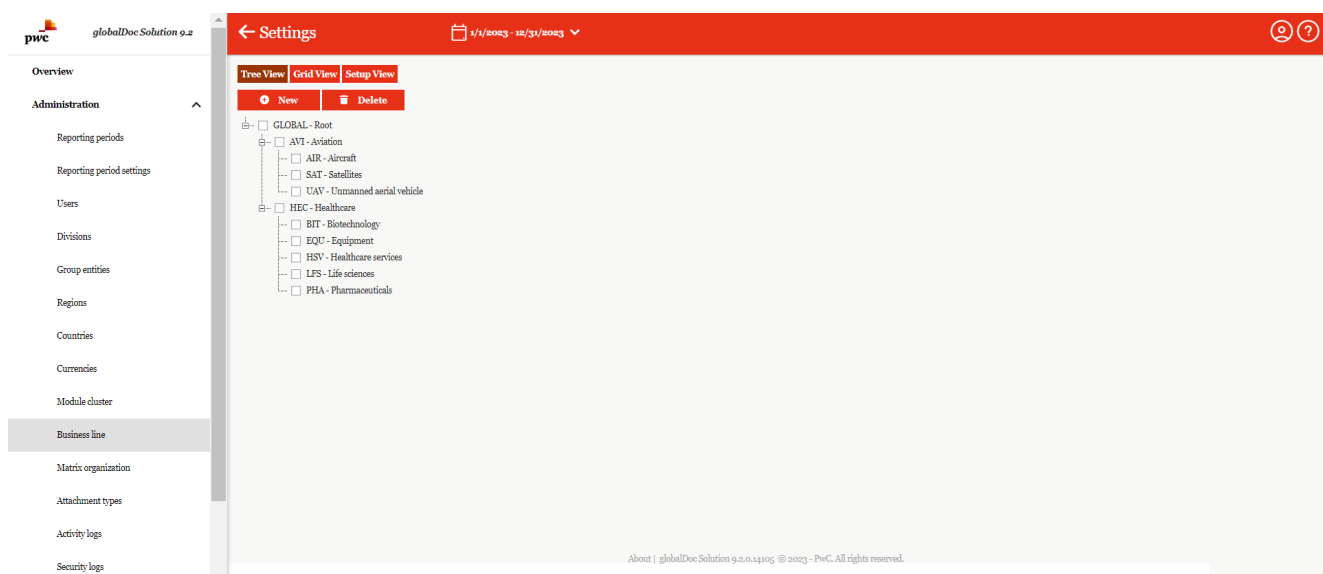 pwc
globalDoc Solution 9.2
Settings
1/1/2023 - 12/31/2023
Overview
Administration
Reporting periods
Reporting period settings
Users
Divisions
Group entities
Regions
Countries
Currencies
Module cluster
Business line
Matrix organization
Attachment types
Activity logs
Security logs
Tree View Grid View Setup View
New Delete
GLOBAL - Root
AVI - Aviation
AIR - Aircraft
SAT - Satellites
UAV - Unmanned aerial vehicle
HEC - Healthcare
BIT - Biotechnology
EQU - Equipment
HSV - Healthcare services
LFS - Life sciences
PHA - Pharmaceuticals
About | globalDoc Solution 9.2.0.14105 © 2023 - PwC. All rights reserved.